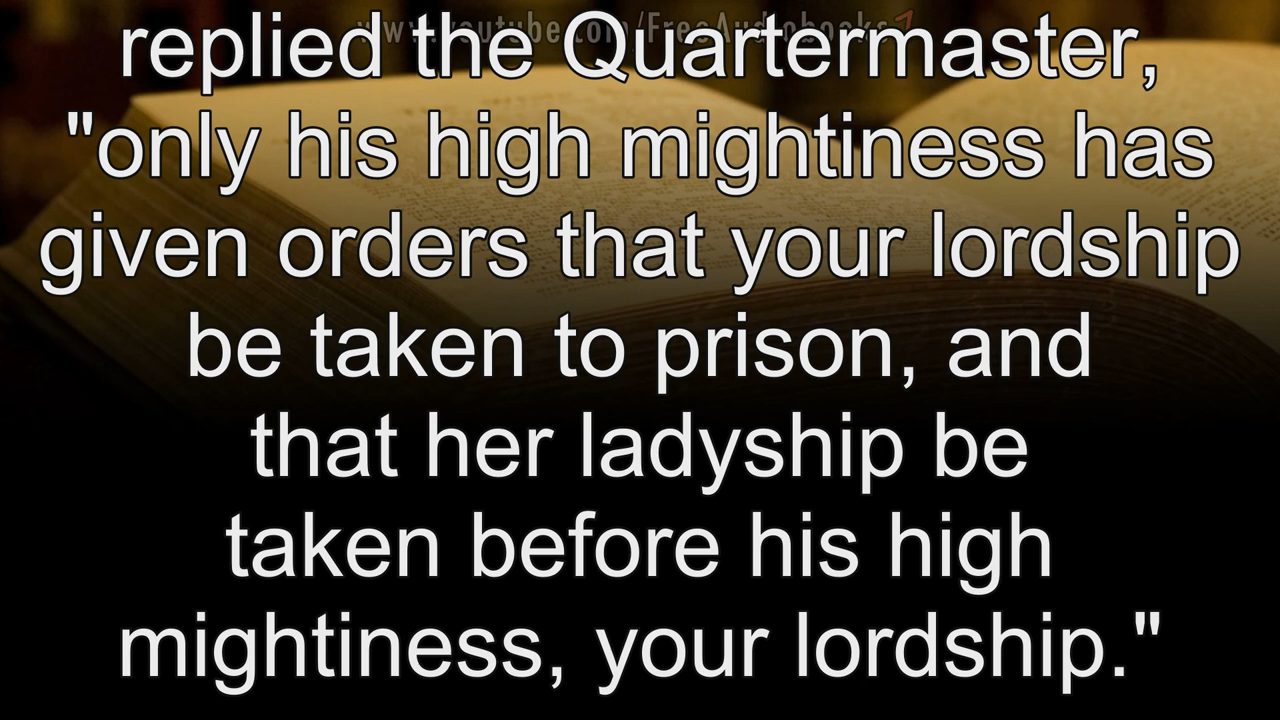 www.youtube.com/FreeAudiobooks7
replied the Quartermaster,
"only his high mightiness has
given orders that your lordship
be taken to prison, and
that her ladyship be
taken before his high
mightiness, your lordship."